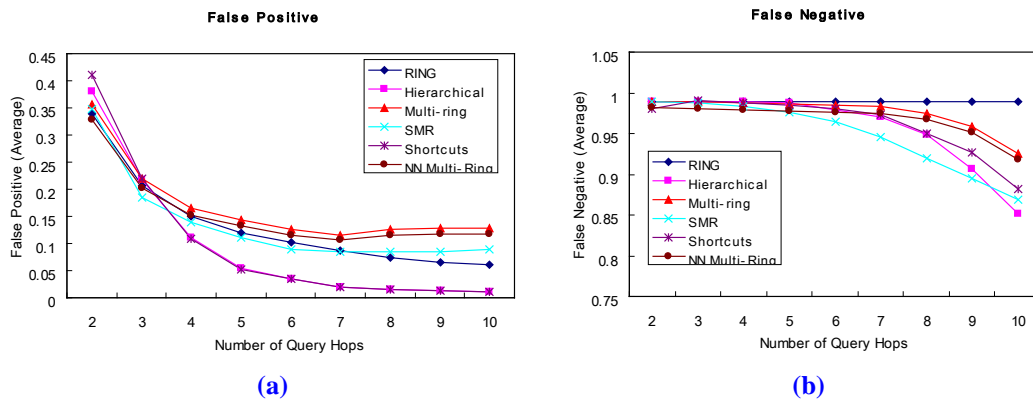 False Positive
0.45
0.4
0.35
0.3
0.25
0.2
0.15
0.1
0.05
0
False Positive (Average)
RING
Hierarchical
Multi-ring
SMR
Shortcuts
NN Multi-Ring
2 3 4 5 6 7 8 9 10
Number of Query Hops
(a)
False Negative
1.05
1
0.95
0.9
0.85
0.8
0.75
False Negative (Average)
RING
Hierarchical
Multi-ring
SMR
Shortcuts
NN Multi-Ring
2 3 4 5 6 7 8 9 10
Number of Query Hops
(b)